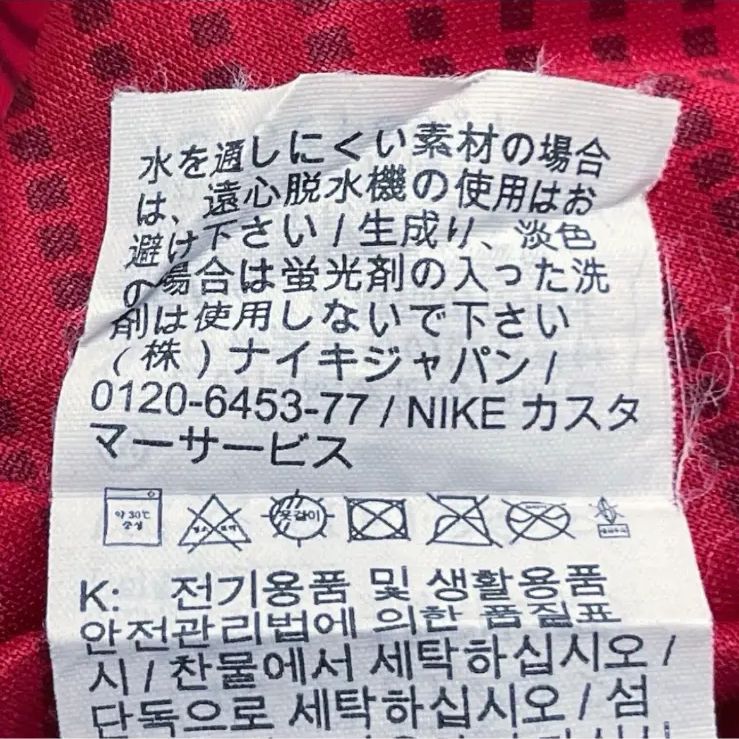 水を通しにくい素材の場合
は、遠心脱水機の使用はお
避け下さい / 生成り、淡色
の場合は蛍光剤の入った洗
剤は使用しないで下さい
（株）ナイキジャパン /
0120-6453-77 / NIKE カスタ
マーサービス
약 30℃
중성
옷걸이
K: 전기용품 및 생활용품
안전관리법에 의한 품질표
시 / 찬물에서 세탁하십시오 /
단독으로 세탁하십시오 / 섬